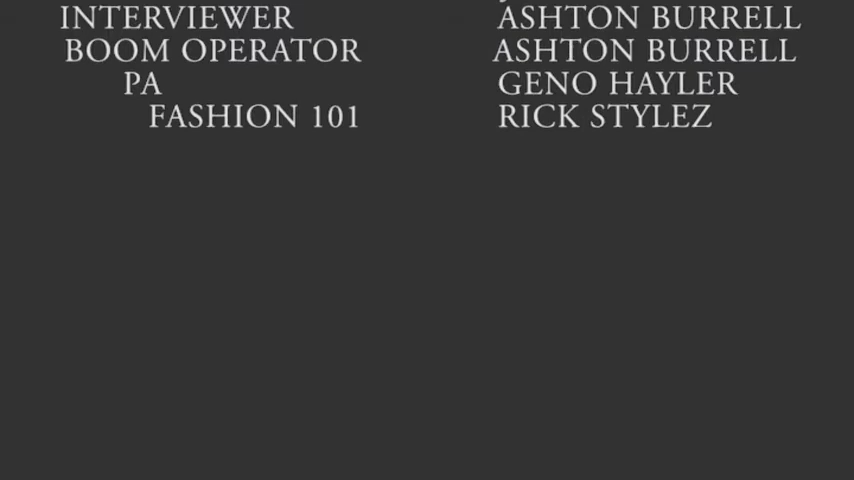 INTERVIEWER ASHTON BURRELL
BOOM OPERATOR ASHTON BURRELL
PA GENO HAYLER
FASHION 101 RICK STYLEZ